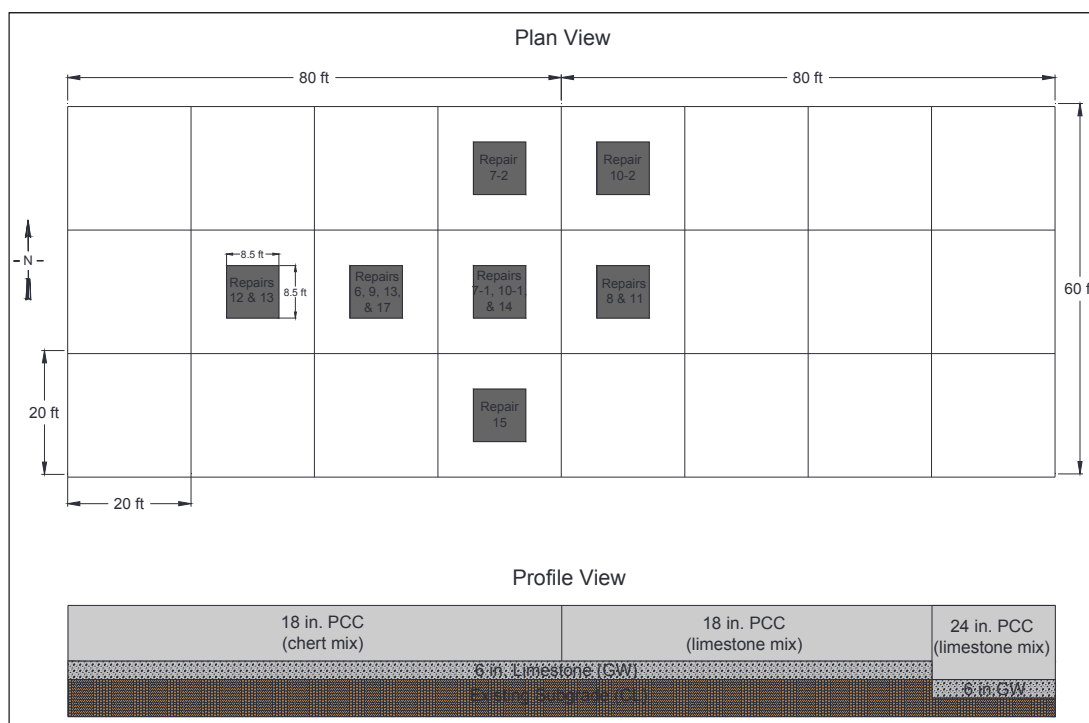 Plan View
80 ft
80 ft
Repair
7-2
Repair
10-2
N
8.5 ft
8.5 ft
Repairs
12 & 13
Repairs
6, 9, 13,
& 17
Repairs
7-1, 10-1,
& 14
Repairs
8 & 11
60 ft
20 ft
Repair
15
20 ft
Profile View
18 in. PCC
(chert mix)
18 in. PCC
(limestone mix)
24 in. PCC
(limestone mix)
6 in. Limestone (GW)
Existing Subgrade (CL)
6 in GW